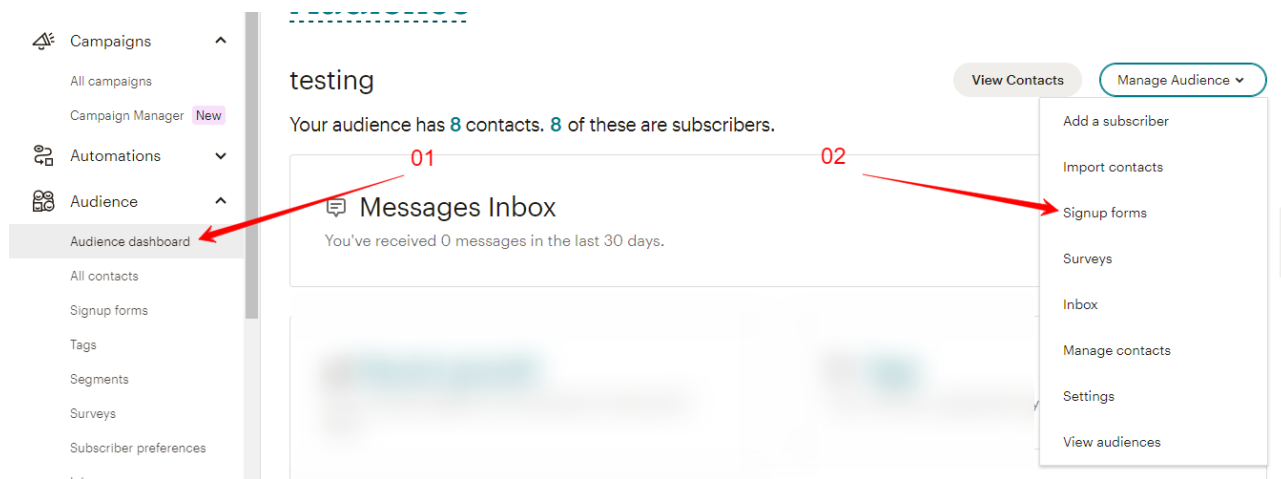 Campaigns
All campaigns
Campaign Manager New
Automations
Audience
Audience dashboard
All contacts
Signup forms
Tags
Segments
Surveys
Subscriber preferences
testing
View Contacts
Manage Audience
Your audience has 8 contacts. 8 of these are subscribers.
01
02
Messages Inbox
You've received 0 messages in the last 30 days.
Add a subscriber
Import contacts
Signup forms
Surveys
Inbox
Manage contacts
Settings
View audiences